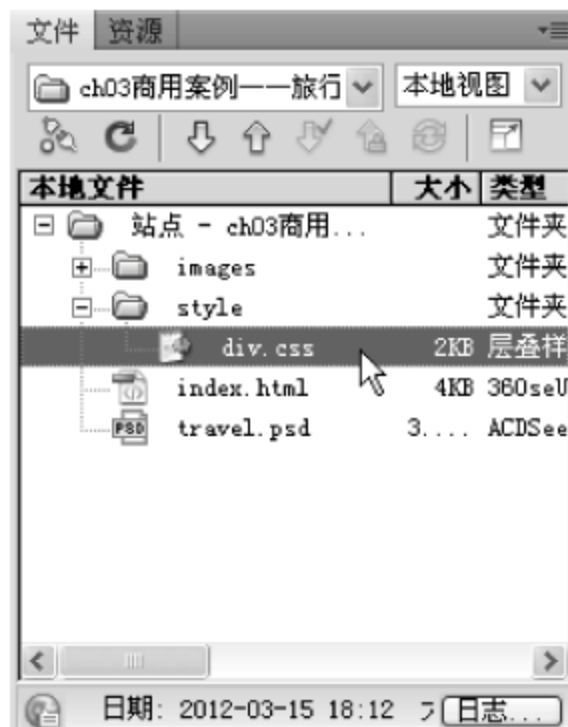 文件 资源
ch03商用案例——旅行 本地视图
本地文件 大小 类型
站点 - ch03商用... 文件夹
images 文件夹
style 文件夹
div.css 2KB 层叠样
index.html 4KB 360seU
travel.psd 3.... ACDSee
日期: 2012-03-15 18:12 日志...